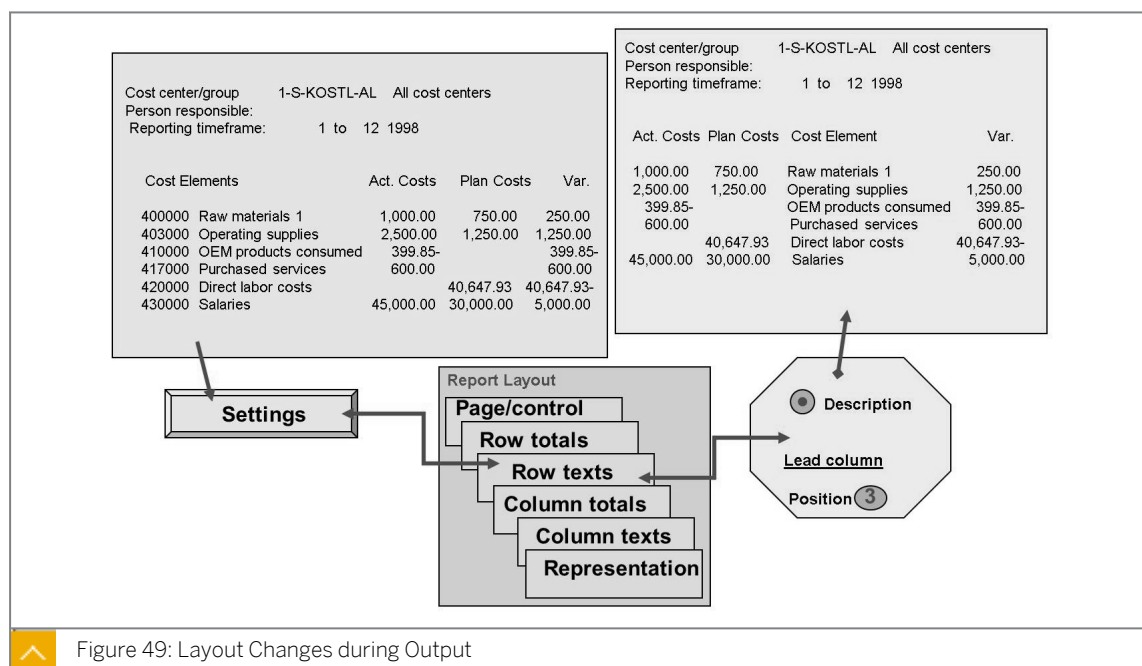 Cost center/group 1-S-KOSTL-AL All cost centers
Person responsible:
Reporting timeframe: 1 to 12 1998
Cost Elements Act. Costs Plan Costs Var.
400000 Raw materials 1 1,000.00 750.00 250.00
403000 Operating supplies 2,500.00 1,250.00 1,250.00
410000 OEM products consumed 399.85- 399.85-
417000 Purchased services 600.00 600.00
420000 Direct labor costs 40,647.93 40,647.93-
430000 Salaries 45,000.00 30,000.00 5,000.00
Cost center/group 1-S-KOSTL-AL All cost centers
Person responsible:
Reporting timeframe: 1 to 12 1998
Act. Costs Plan Costs Cost Element Var.
1,000.00 750.00 Raw materials 1 250.00
2,500.00 1,250.00 Operating supplies 1,250.00
399.85- OEM products consumed 399.85-
600.00 Purchased services 600.00
40,647.93 Direct labor costs 40,647.93-
45,000.00 30,000.00 Salaries 5,000.00
Settings
Report Layout
Page/control
Row totals
Row texts
Column totals
Column texts
Representation
Description
Lead column
Position 3
Figure 49: Layout Changes during Output